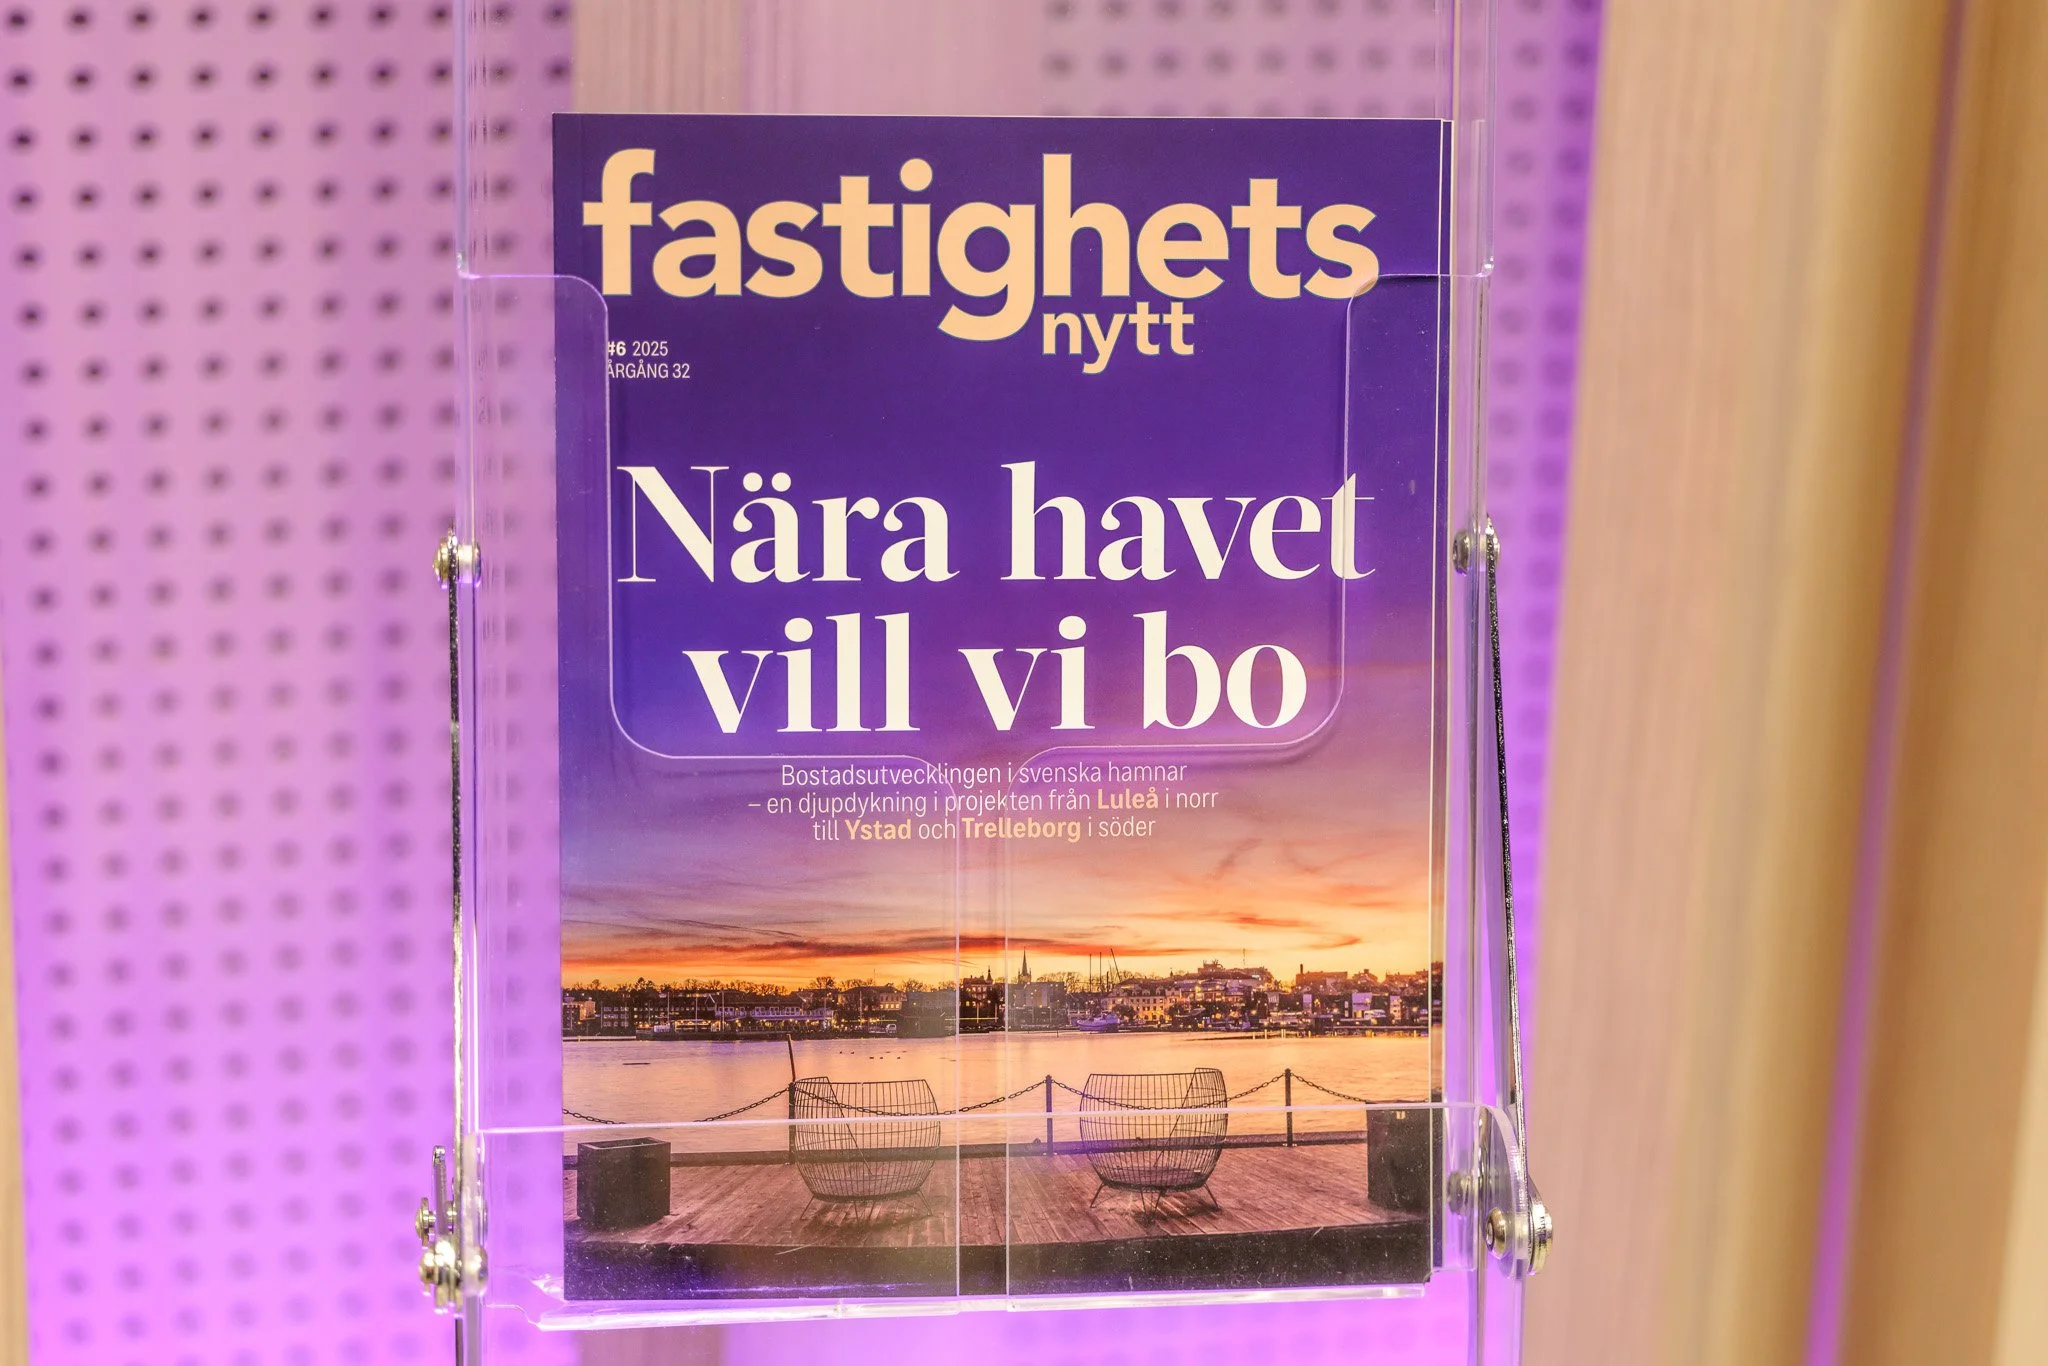 fastighets
nytt
#6 2025
ÅRGÅNG 32
Nära havet
vill vi bo
Bostadsutvecklingen i svenska hamnar
– en djupdykning i projekten från Luleå i norr
till Ystad och Trelleborg i söder